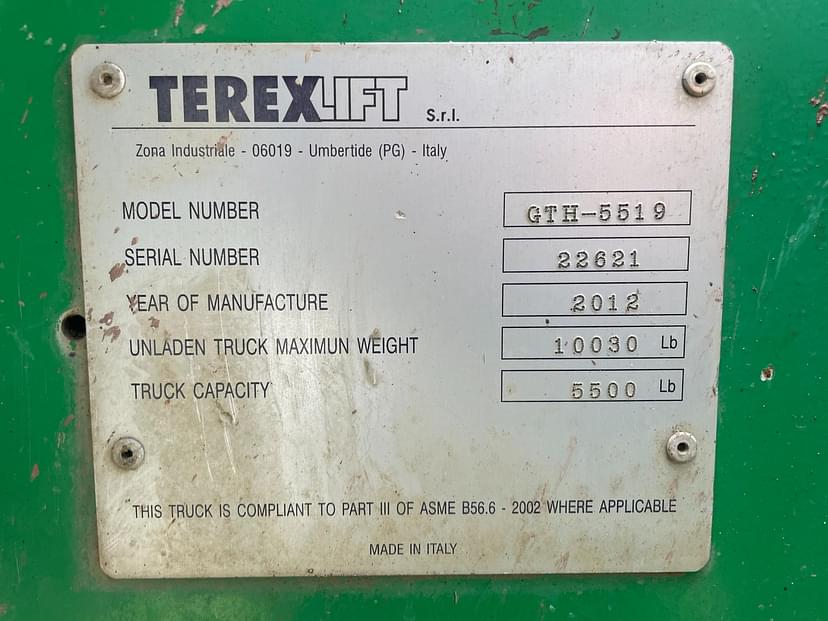 TEREXLIFT S.r.l.
Zona Industriale - 06019 - Umbertide (PG) - Italy
MODEL NUMBER GTH-5519
SERIAL NUMBER 22621
YEAR OF MANUFACTURE 2012
UNLADEN TRUCK MAXIMUN WEIGHT 10030 Lb
TRUCK CAPACITY 5500 Lb
THIS TRUCK IS COMPLIANT TO PART III OF ASME B56.6 - 2002 WHERE APPLICABLE
MADE IN ITALY